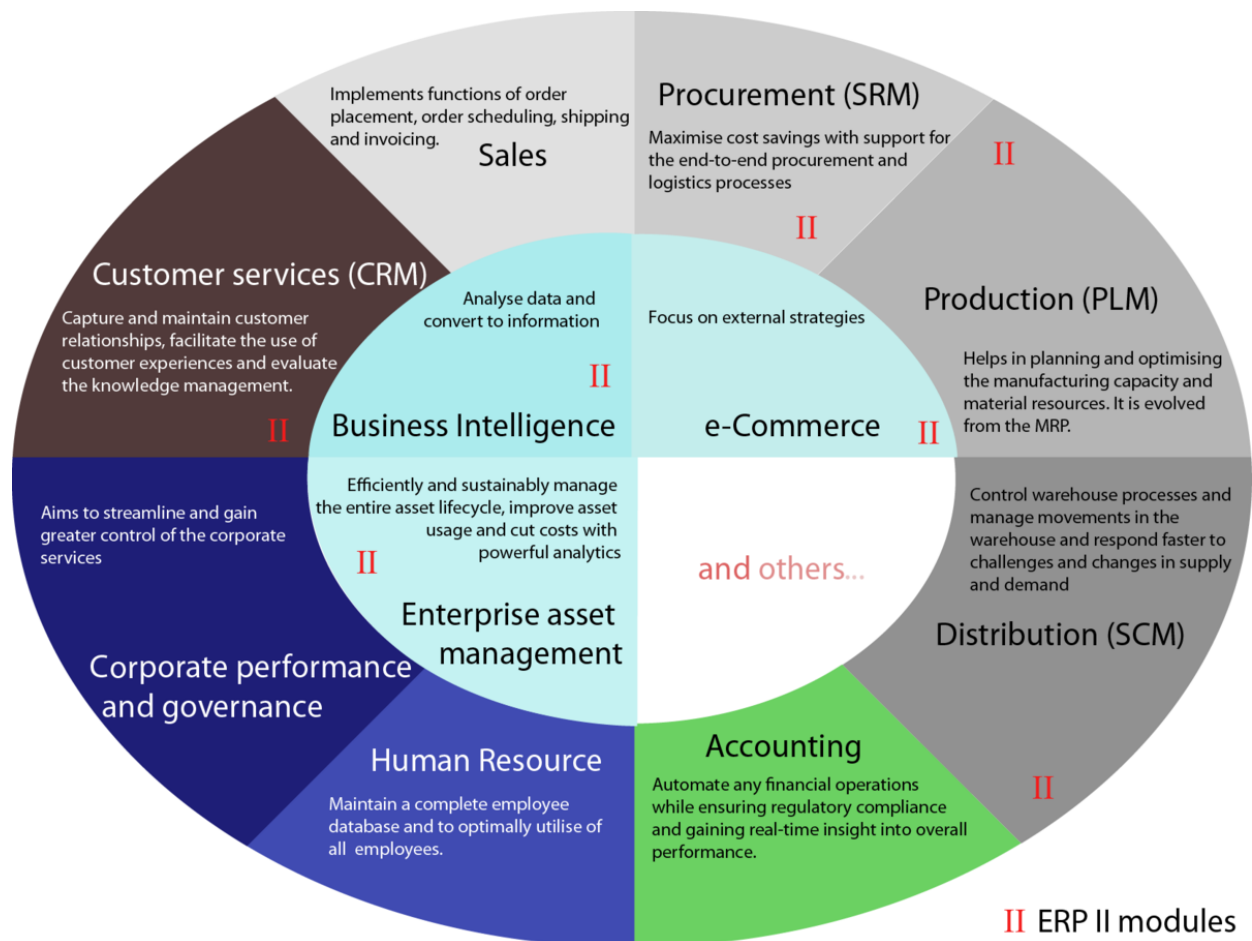 Implements functions of order
placement, order scheduling, shipping
and invoicing.
Sales
Procurement (SRM)
Maximise cost savings with support for
the end-to-end procurement and
logistics processes
II
II
Customer services (CRM)
Capture and maintain customer
relationships, facilitate the use of
customer experiences and evaluate
the knowledge management.
II
Analyse data and
convert to information
II
Business Intelligence
Focus on external strategies
e-Commerce
II
Production (PLM)
Helps in planning and optimising
the manufacturing capacity and
material resources. It is evolved
from the MRP.
Aims to streamline and gain
greater control of the corporate
services
Corporate performance
and governance
Efficiently and sustainably manage
the entire asset lifecycle, improve asset
usage and cut costs with
powerful analytics
II
Enterprise asset
management
and others...
Control warehouse processes and
manage movements in the
warehouse and respond faster to
challenges and changes in supply
and demand
Distribution (SCM)
II
Human Resource
Maintain a complete employee
database and to optimally utilise of
all employees.
Accounting
Automate any financial operations
while ensuring regulatory compliance
and gaining real-time insight into overall
performance.
II ERP II modules